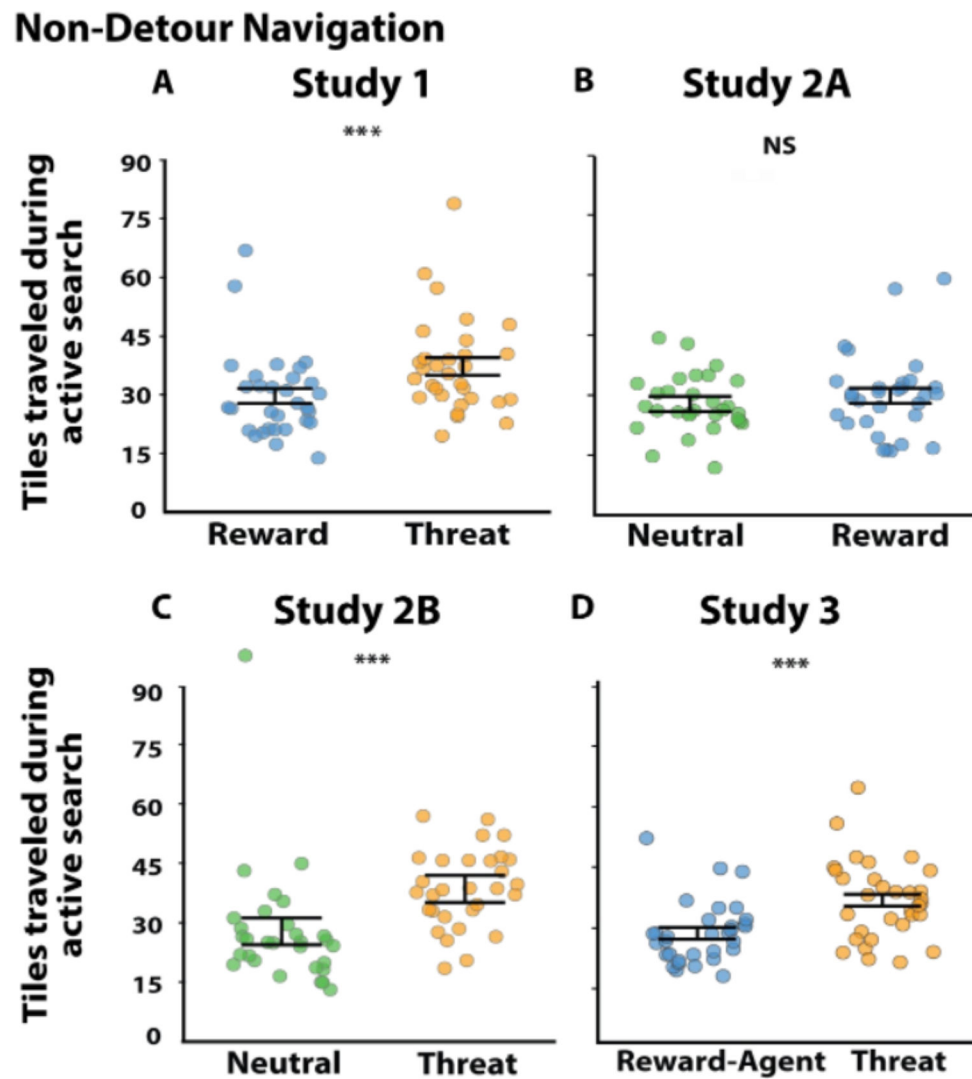 Non-Detour Navigation
A Study 1
***
B Study 2A
NS
Tiles traveled during
active search
90
75
60
45
30
15
0
Reward Threat
Neutral Reward
C Study 2B
***
D Study 3
***
Tiles traveled during
active search
90
75
60
45
30
15
0
Neutral Threat
Reward-Agent Threat